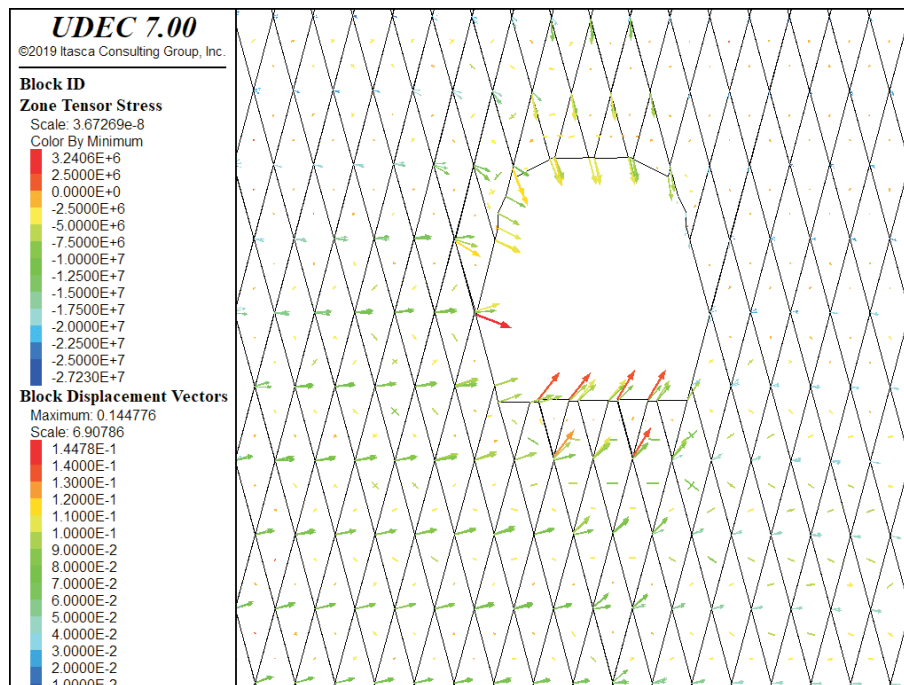 UDEC 7.00
©2019 Itasca Consulting Group, Inc.
Block ID
Zone Tensor Stress
Scale: 3.67269e-8
Color By Minimum
3.2406E+6
2.5000E+6
0.0000E+0
-2.5000E+6
-5.0000E+6
-7.5000E+6
-1.0000E+7
-1.2500E+7
-1.5000E+7
-1.7500E+7
-2.0000E+7
-2.2500E+7
-2.5000E+7
-2.7230E+7
Block Displacement Vectors
Maximum: 0.144776
Scale: 6.90786
1.4478E-1
1.4000E-1
1.3000E-1
1.2000E-1
1.1000E-1
1.0000E-1
9.0000E-2
8.0000E-2
7.0000E-2
6.0000E-2
5.0000E-2
4.0000E-2
3.0000E-2
2.0000E-2
1.0000E-2